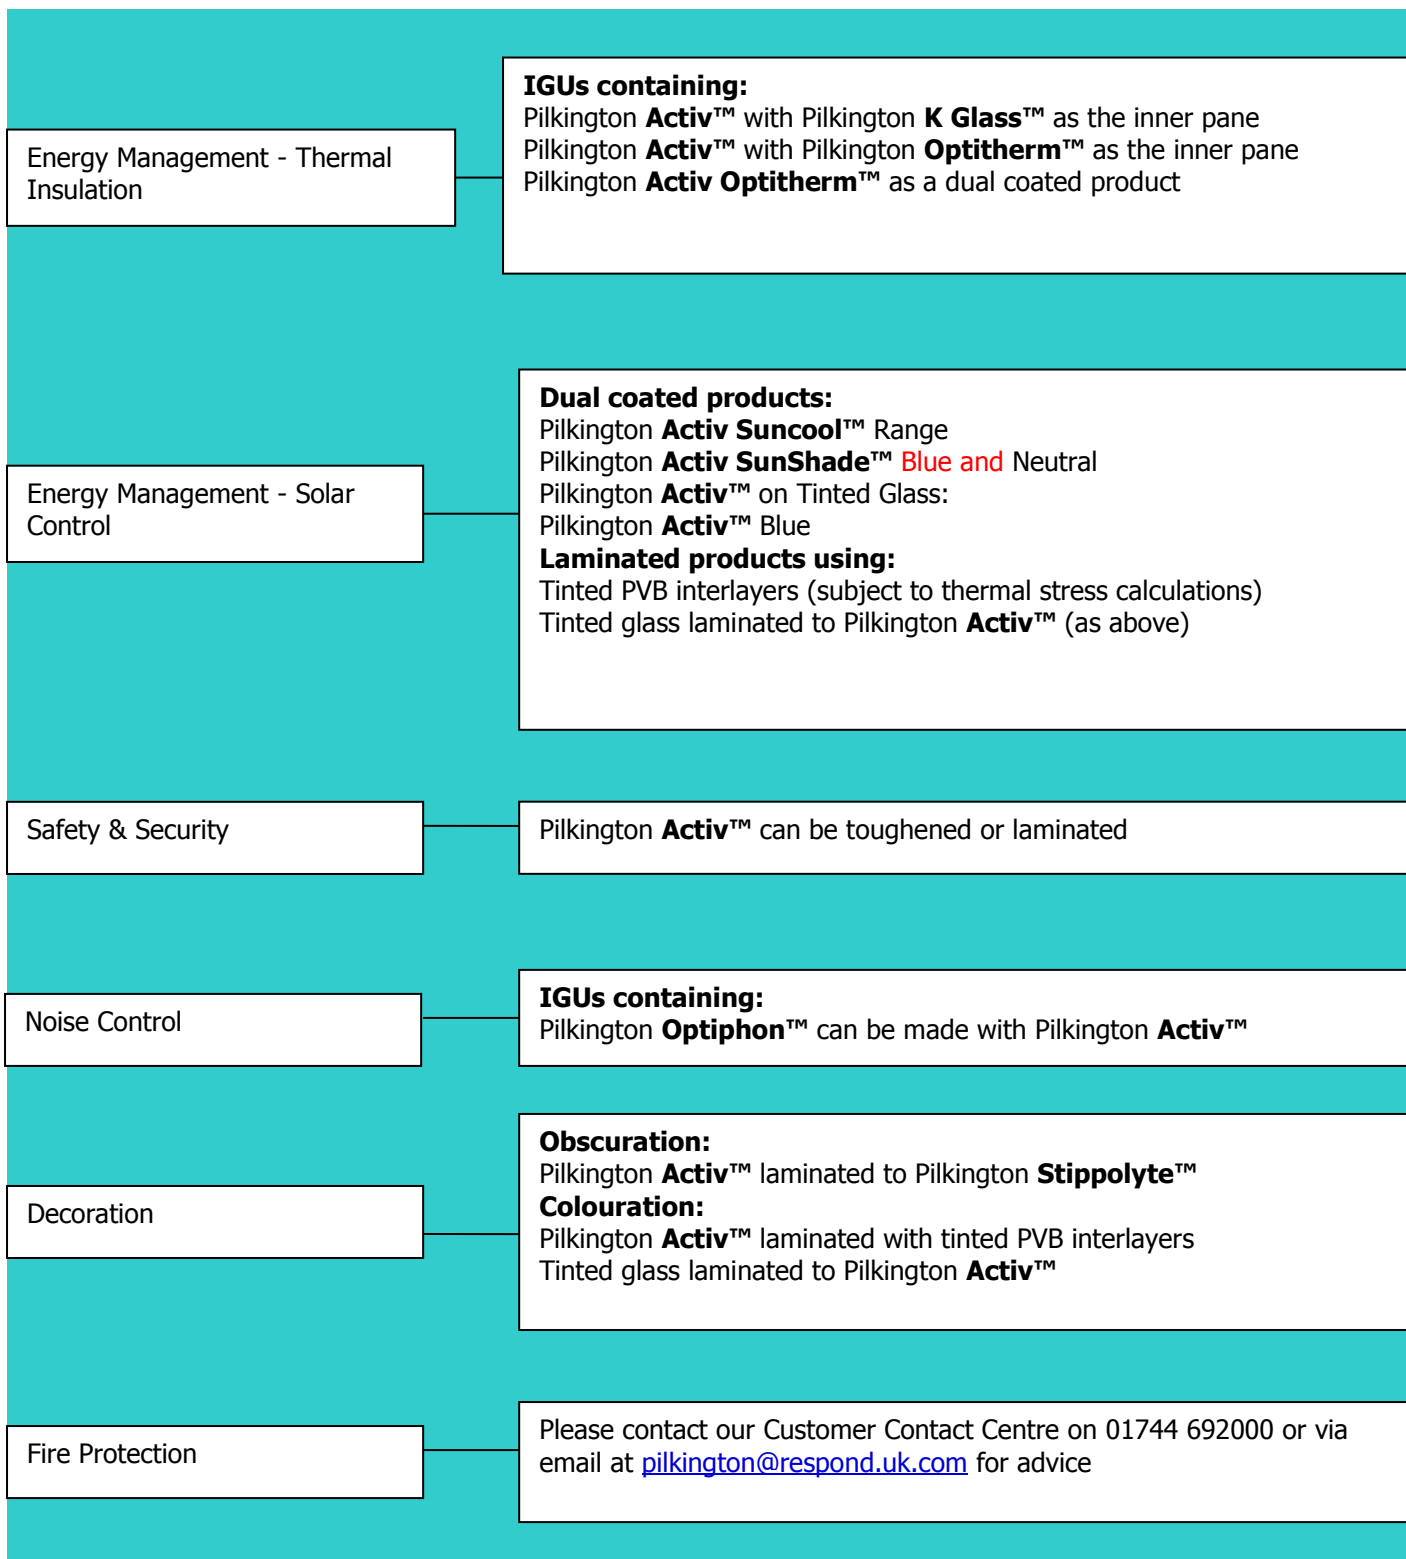 Energy Management - Thermal
Insulation
IGUs containing:
Pilkington Activ™ with Pilkington K Glass™ as the inner pane
Pilkington Activ™ with Pilkington Optitherm™ as the inner pane
Pilkington Activ Optitherm™ as a dual coated product
Energy Management - Solar
Control
Dual coated products:
Pilkington Activ Suncool™ Range
Pilkington Activ SunShade™ Blue and Neutral
Pilkington Activ™ on Tinted Glass:
Pilkington Activ™ Blue
Laminated products using:
Tinted PVB interlayers (subject to thermal stress calculations)
Tinted glass laminated to Pilkington Activ™ (as above)
Safety & Security
Pilkington Activ™ can be toughened or laminated
Noise Control
IGUs containing:
Pilkington Optiphon™ can be made with Pilkington Activ™
Decoration
Obscuration:
Pilkington Activ™ laminated to Pilkington Stippolyte™
Colouration:
Pilkington Activ™ laminated with tinted PVB interlayers
Tinted glass laminated to Pilkington Activ™
Fire Protection
Please contact our Customer Contact Centre on 01744 692000 or via
email at pilkington@respond.uk.com for advice